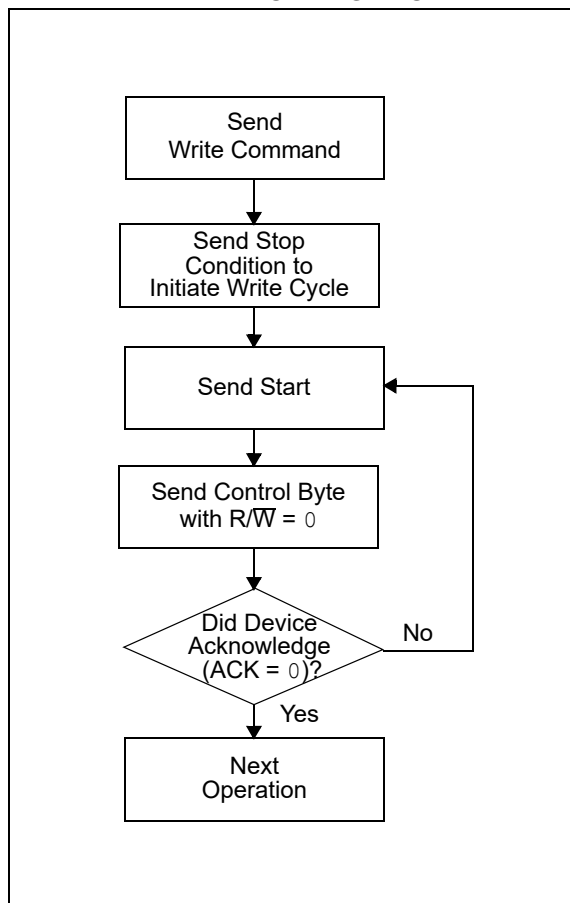 Send
Write Command
Send Stop
Condition to
Initiate Write Cycle
Send Start
Send Control Byte
with R/W̅ = 0
Did Device
Acknowledge
(ACK = 0)?
No
Yes
Next
Operation